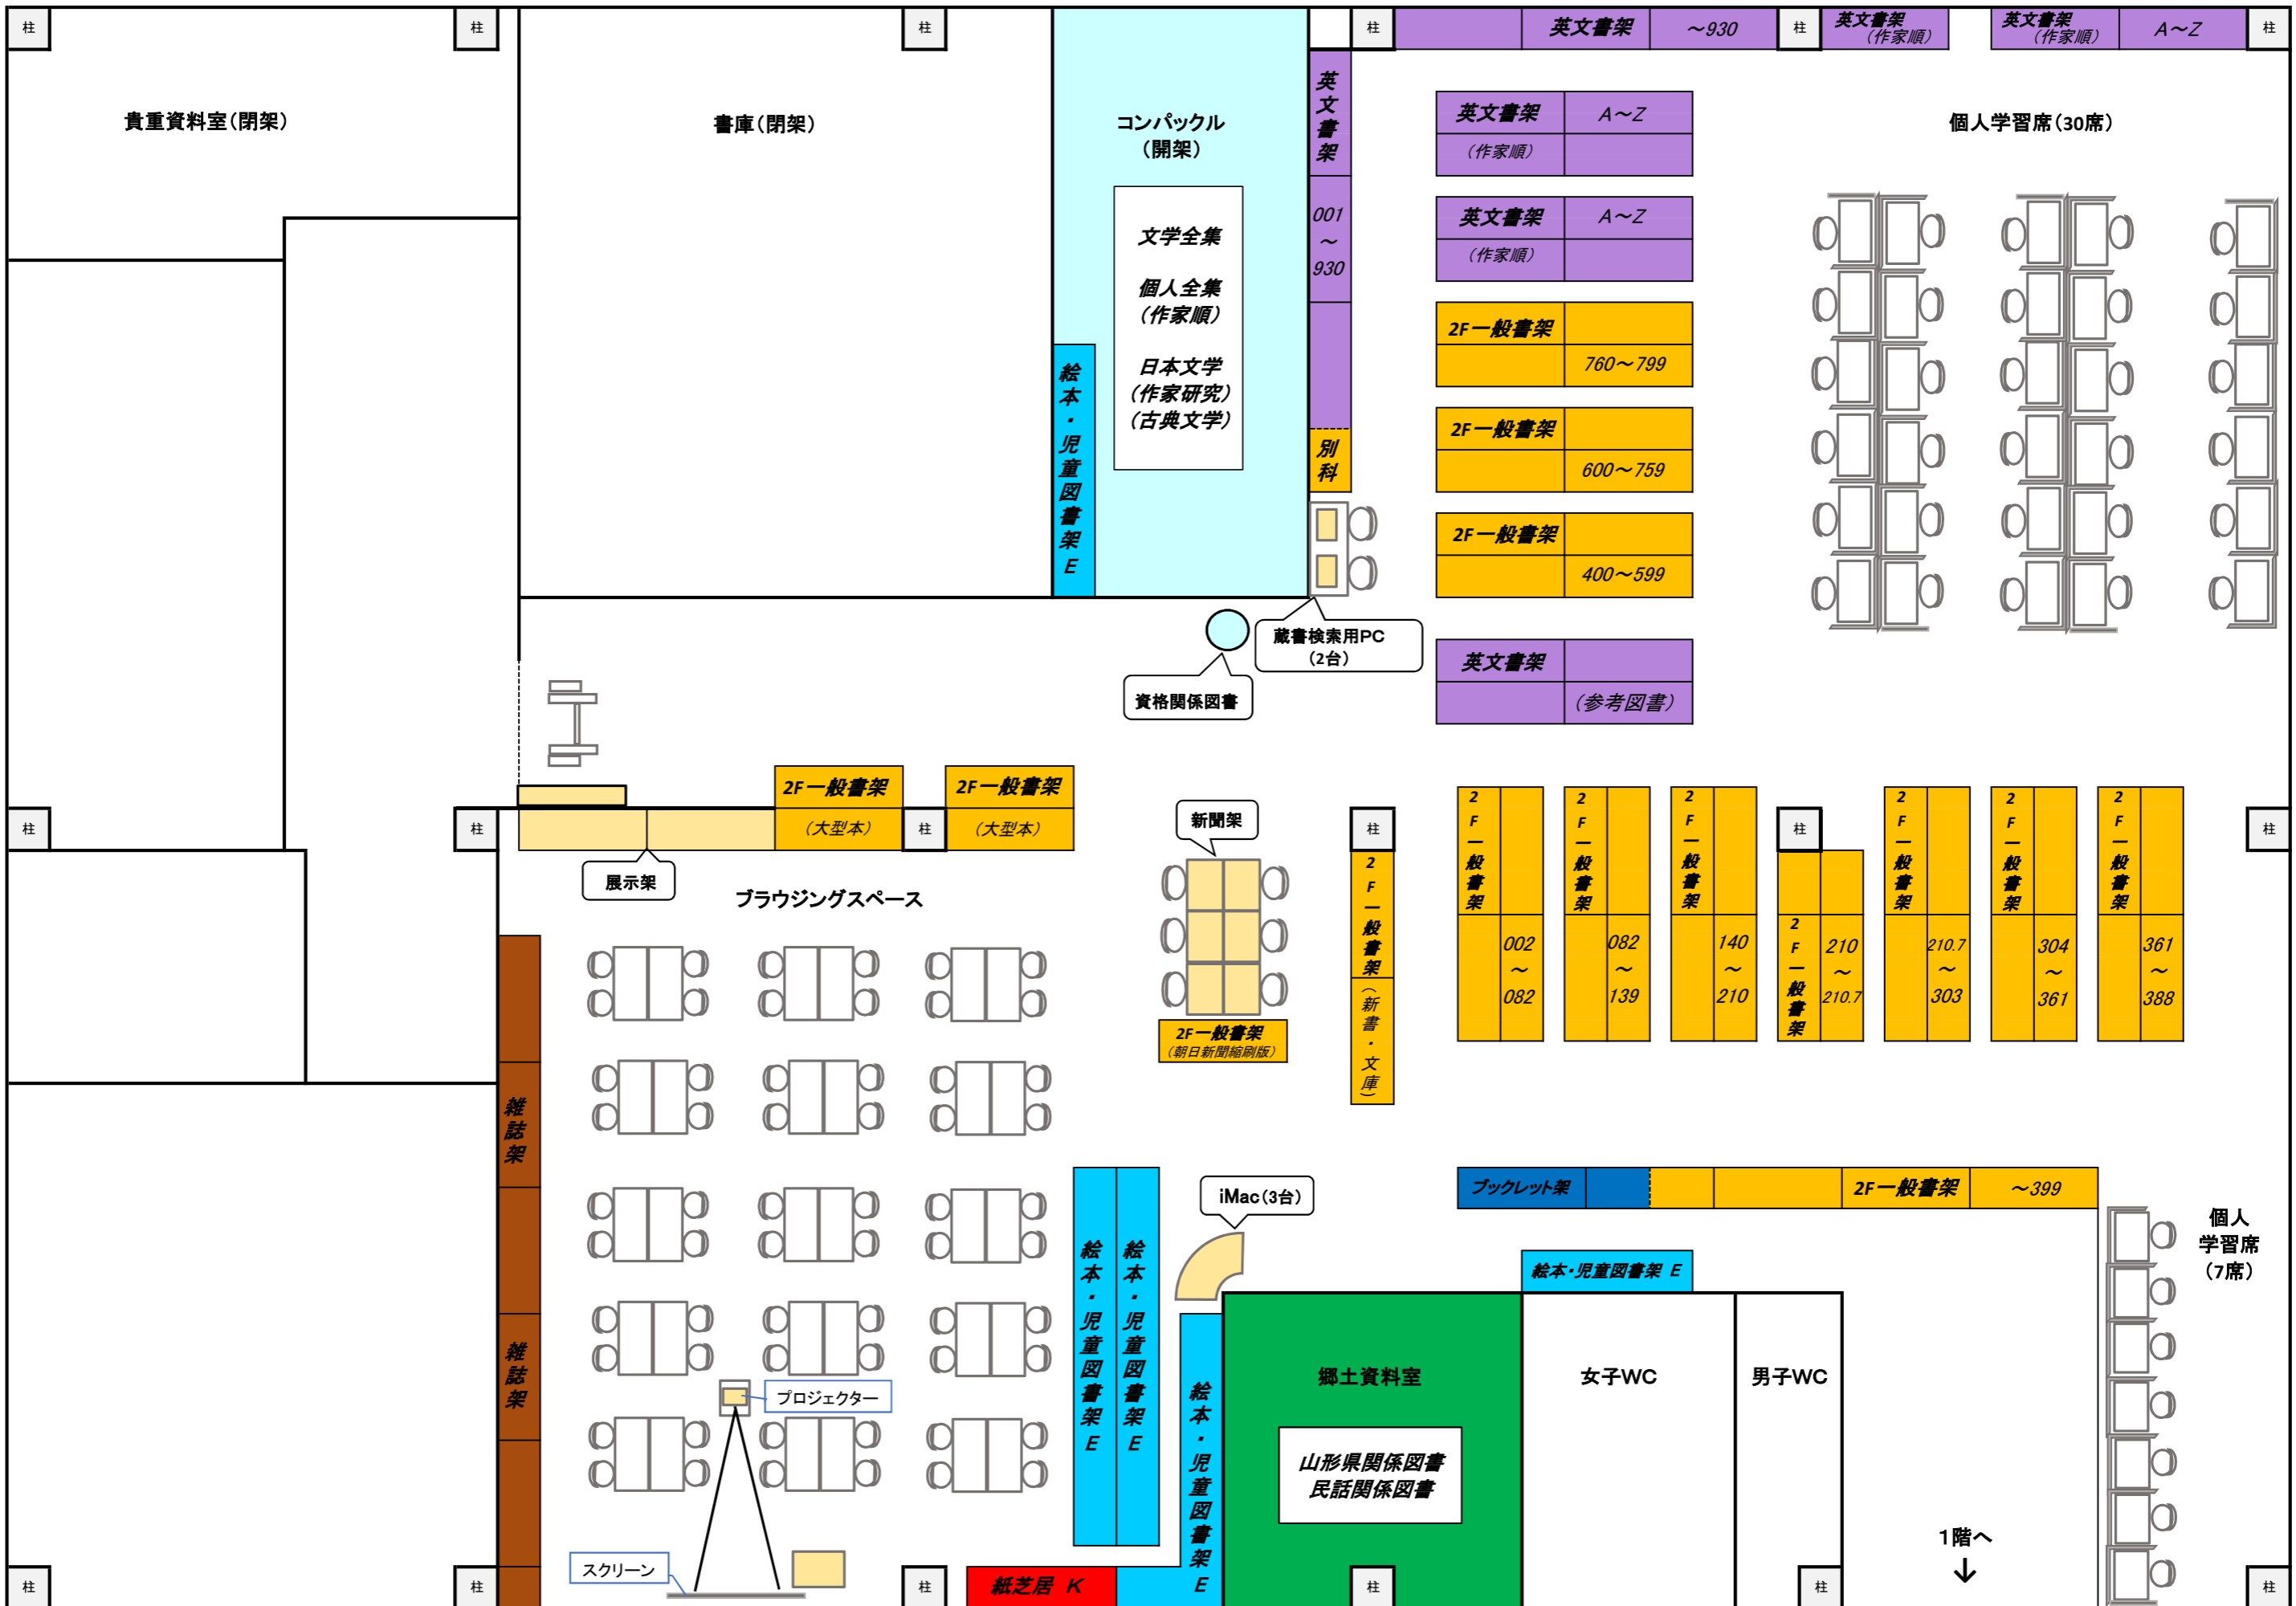 柱
柱
柱
柱
英文書架
～930
柱
英文書架
（作家順）
英文書架
（作家順）
A～Z
柱
貴重資料室（閉架）
書庫（閉架）
コンパックル
（開架）
文学全集
個人全集
（作家順）
日本文学
（作家研究）
（古典文学）
絵本・児童図書架 E
英文書架
001
～
930
別科
英文書架
A～Z
（作家順）
英文書架
A～Z
（作家順）
2F一般書架
760～799
2F一般書架
600～759
2F一般書架
400～599
英文書架
（参考図書）
個人学習席（30席）
蔵書検索用PC
（2台）
資格関係図書
柱
柱
2F一般書架
（大型本）
柱
2F一般書架
（大型本）
展示架
ブラウジングスペース
新聞架
2F一般書架
（朝日新聞縮刷版）
柱
2F一般書架
（新書・文庫）
2F一般書架
002
～
082
2F一般書架
082
～
139
2F一般書架
140
～
210
柱
2F一般書架
210
～
210.7
2F一般書架
210.7
～
303
2F一般書架
304
～
361
2F一般書架
361
～
388
柱
雑誌架
雑誌架
絵本・児童図書架 E
絵本・児童図書架 E
iMac（3台）
絵本・児童図書架 E
ブックレット架
2F一般書架
～399
絵本・児童図書架 E
個人
学習席
（7席）
郷土資料室
山形県関係図書
民話関係図書
女子WC
男子WC
プロジェクター
スクリーン
1階へ
↓
柱
柱
柱
紙芝居 K
柱
柱
柱